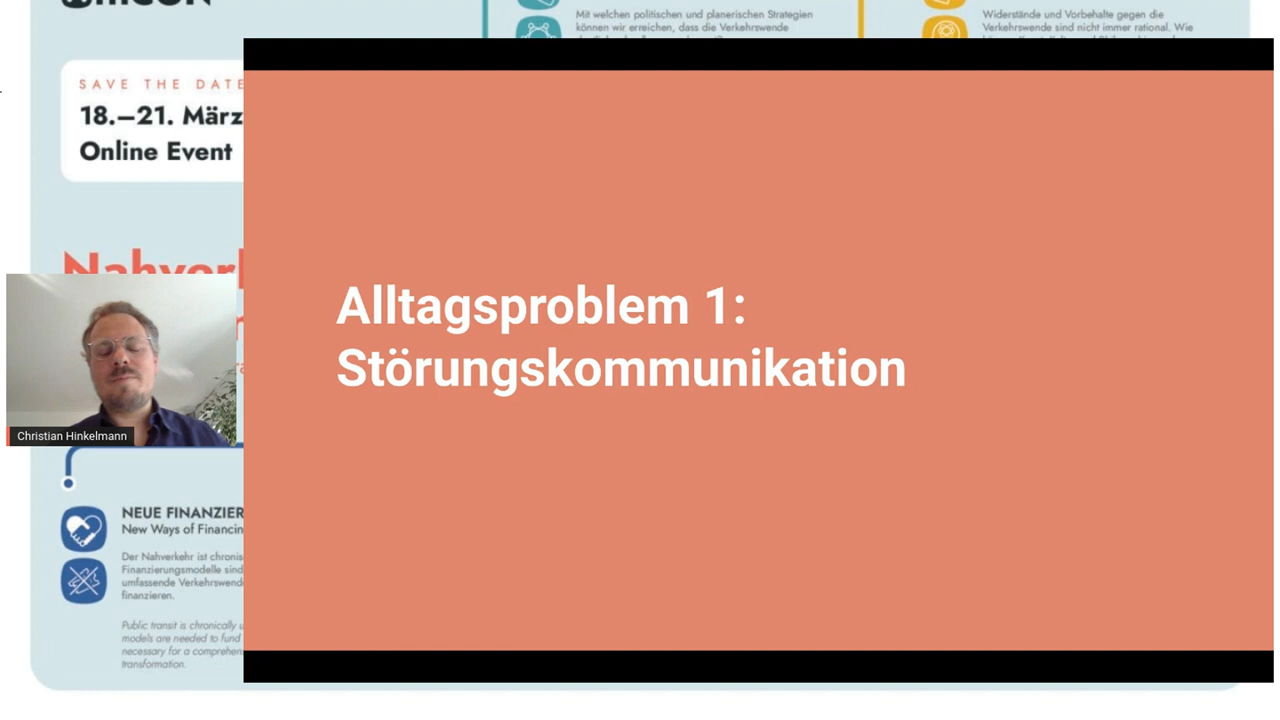 Mit welchen politischen und planerischen Strategien
können wir erreichen, dass die Verkehrswende
Widerstände und Vorbehalte gegen die
Verkehrswende sind nicht immer rational. Wie
SAVE THE DATE
18.–21. März
Online Event
Alltagsproblem 1:
Störungskommunikation
Christian Hinkelmann
NEUE FINANZIER
New Ways of Financin
Der Nahverkehr ist chronis
Finanzierungsmodelle sind
umfassende Verkehrswend
finanzieren.
Public transit is chronically u
models are needed to fund
necessary for a comprehen
transformation.